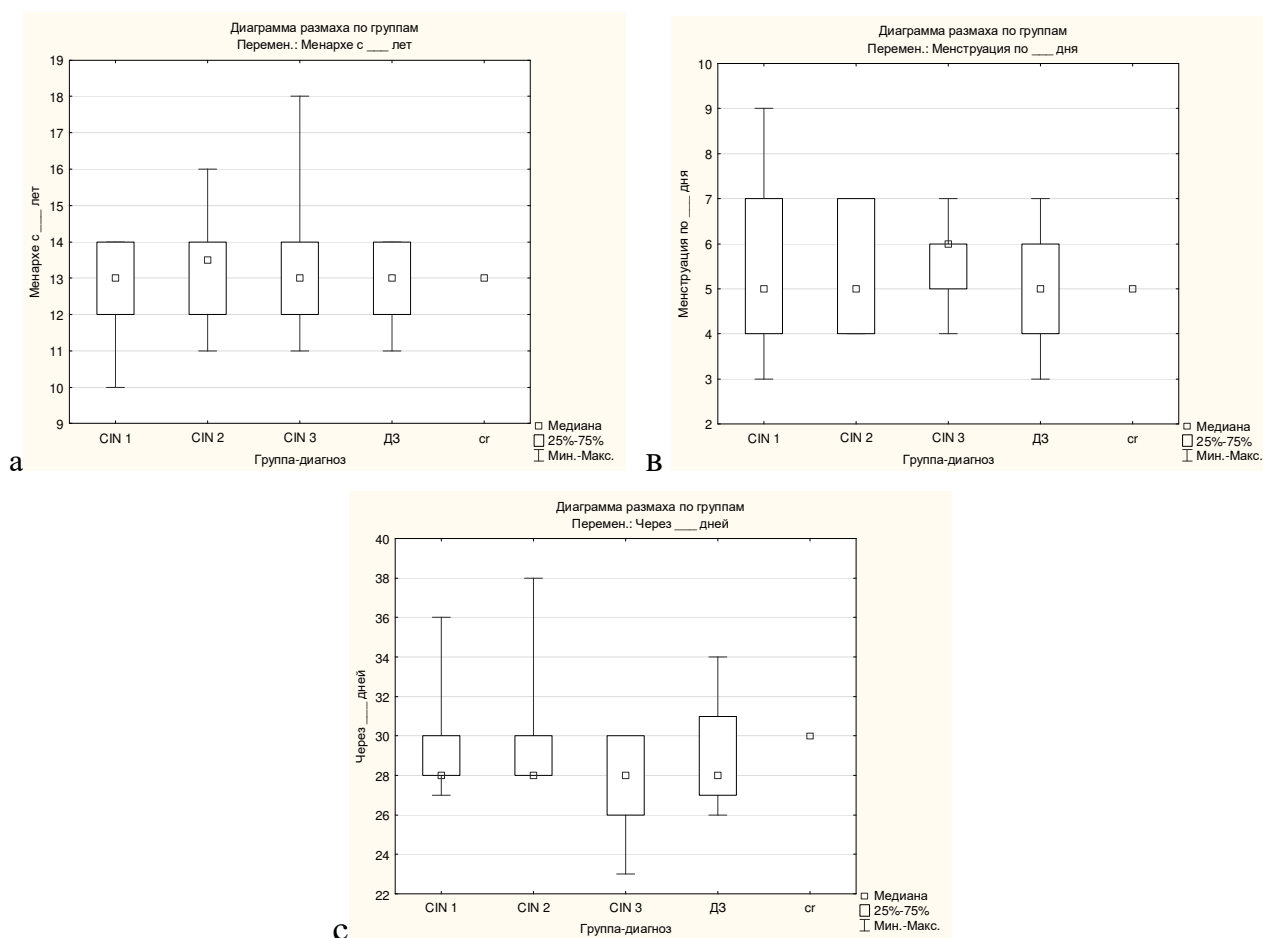 Диаграмма размаха по группам
Перемен.: Менархе с ___ лет
Менархе с ___ лет
19
18
17
16
15
14
13
12
11
10
9
CIN 1 CIN 2 CIN 3 ДЗ cr
Группа-диагноз
Медиана
25%-75%
Мин.-Макс.
а
Диаграмма размаха по группам
Перемен.: Менструация по ___ дня
Менструация по ___ дня
10
9
8
7
6
5
4
3
2
CIN 1 CIN 2 CIN 3 ДЗ cr
Группа-диагноз
Медиана
25%-75%
Мин.-Макс.
в
Диаграмма размаха по группам
Перемен.: Через ___ дней
Через ___ дней
40
38
36
34
32
30
28
26
24
22
CIN 1 CIN 2 CIN 3 ДЗ cr
Группа-диагноз
Медиана
25%-75%
Мин.-Макс.
с